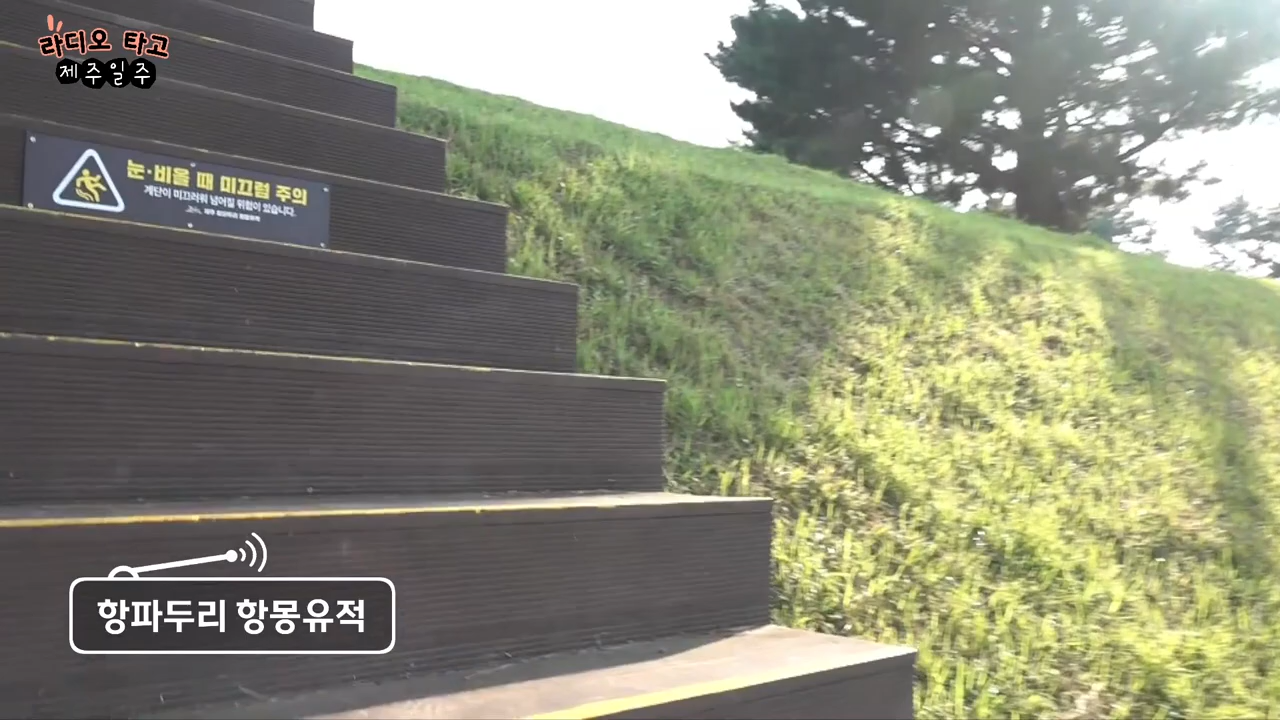 라디오 타고
제주일주
눈·비올 때 미끄럼 주의
계단이 미끄러워 넘어질 위험이 있습니다.
항파두리 항몽유적